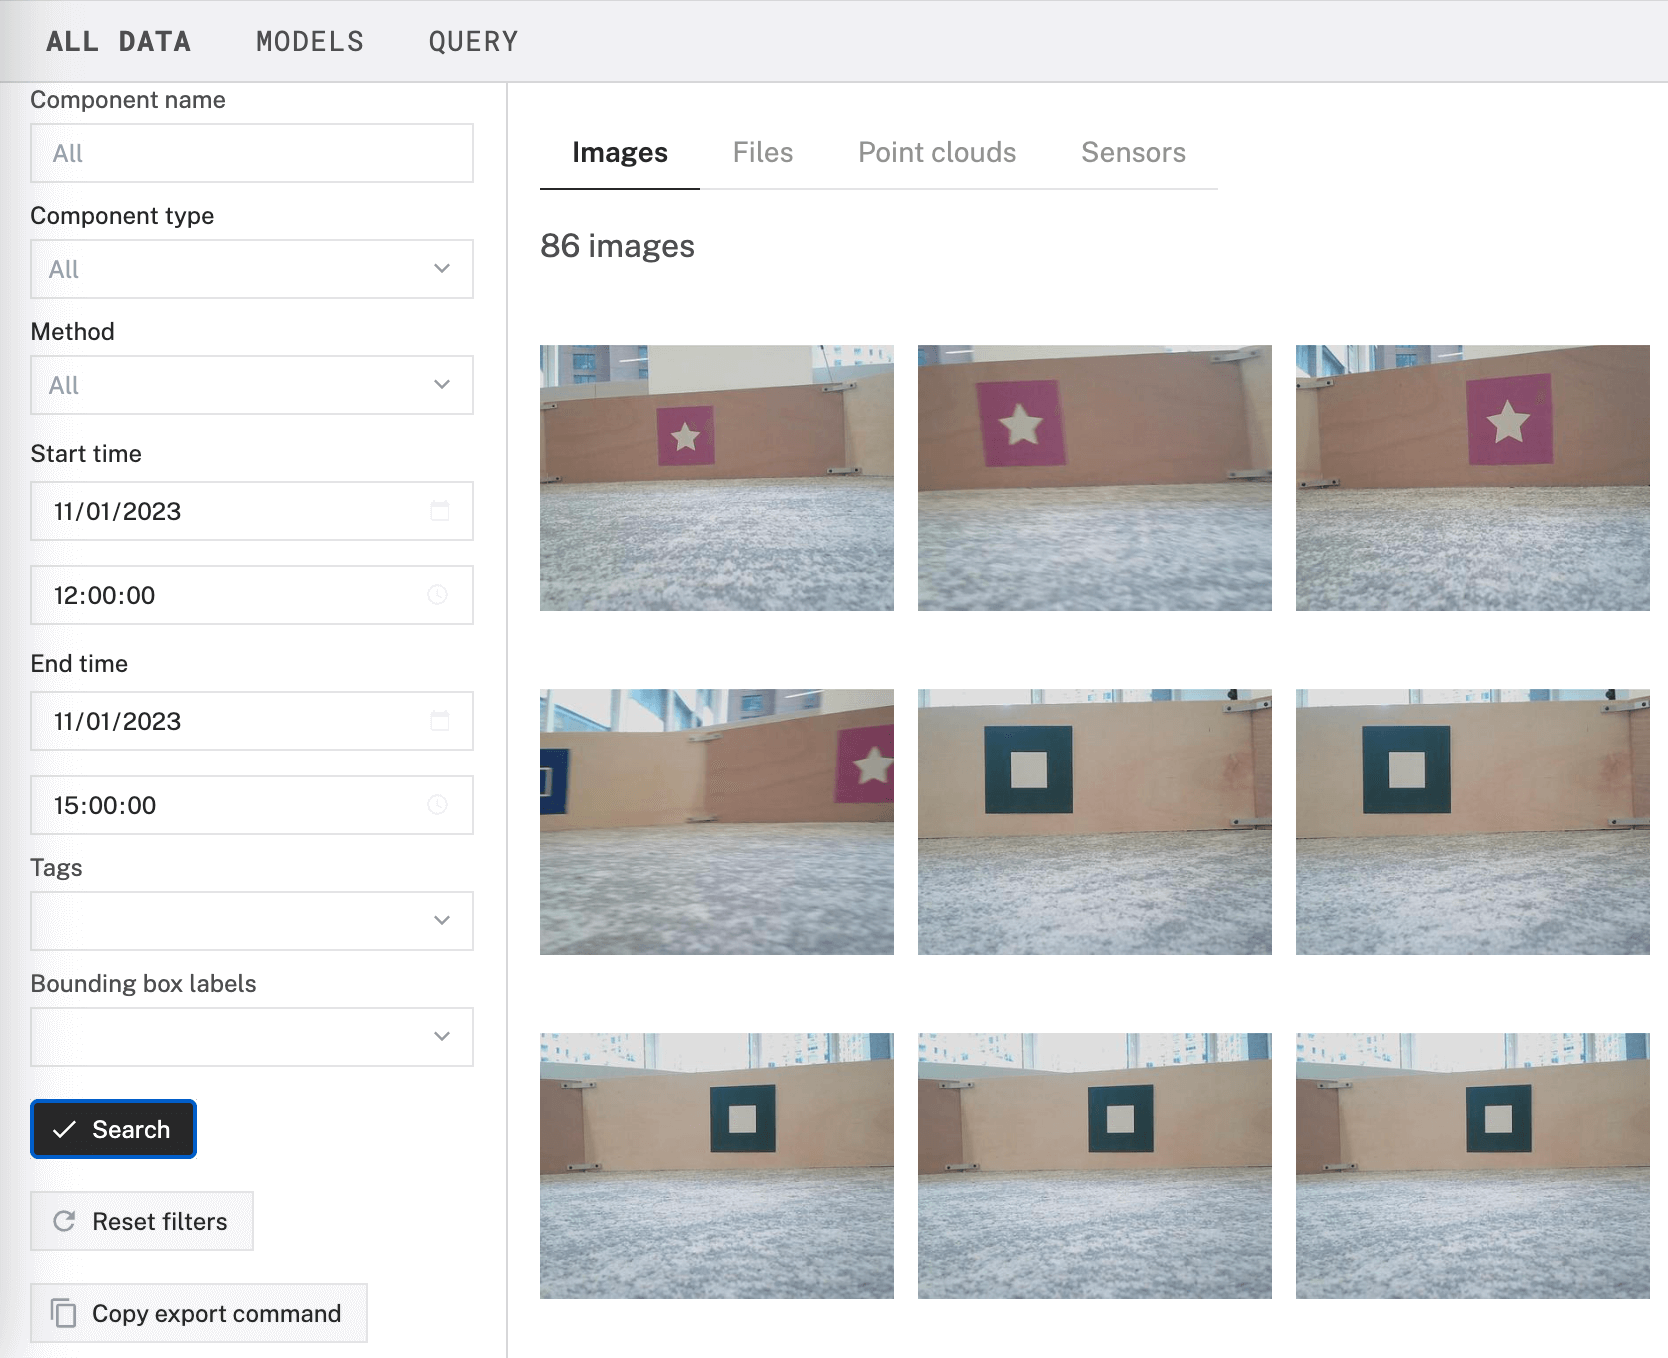 ALL DATA MODELS QUERY
Component name
All
Component type
All
Method
All
Start time
11/01/2023
12:00:00
End time
11/01/2023
15:00:00
Tags
Bounding box labels
Search
Reset filters
Copy export command
Images Files Point clouds Sensors
86 images